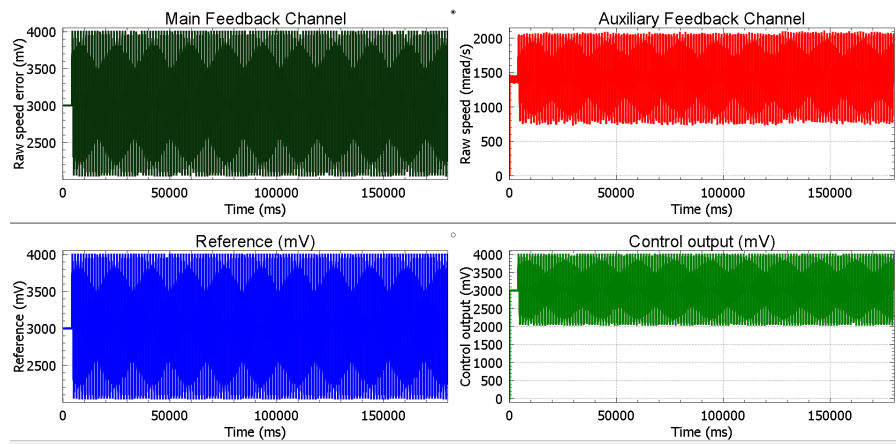 Main Feedback Channel
Raw speed error (mV)
4000
3500
3000
2500
0 50000 100000 150000
Time (ms)
Auxiliary Feedback Channel
Raw speed (mrad/s)
2000
1500
1000
500
0
0 50000 100000 150000
Time (ms)
Reference (mV)
Reference (mV)
4000
3500
3000
2500
0 50000 100000 150000
Time (ms)
Control output (mV)
Control output (mV)
4000
3500
3000
2500
2000
1500
1000
500
0
0 50000 100000 150000
Time (ms)